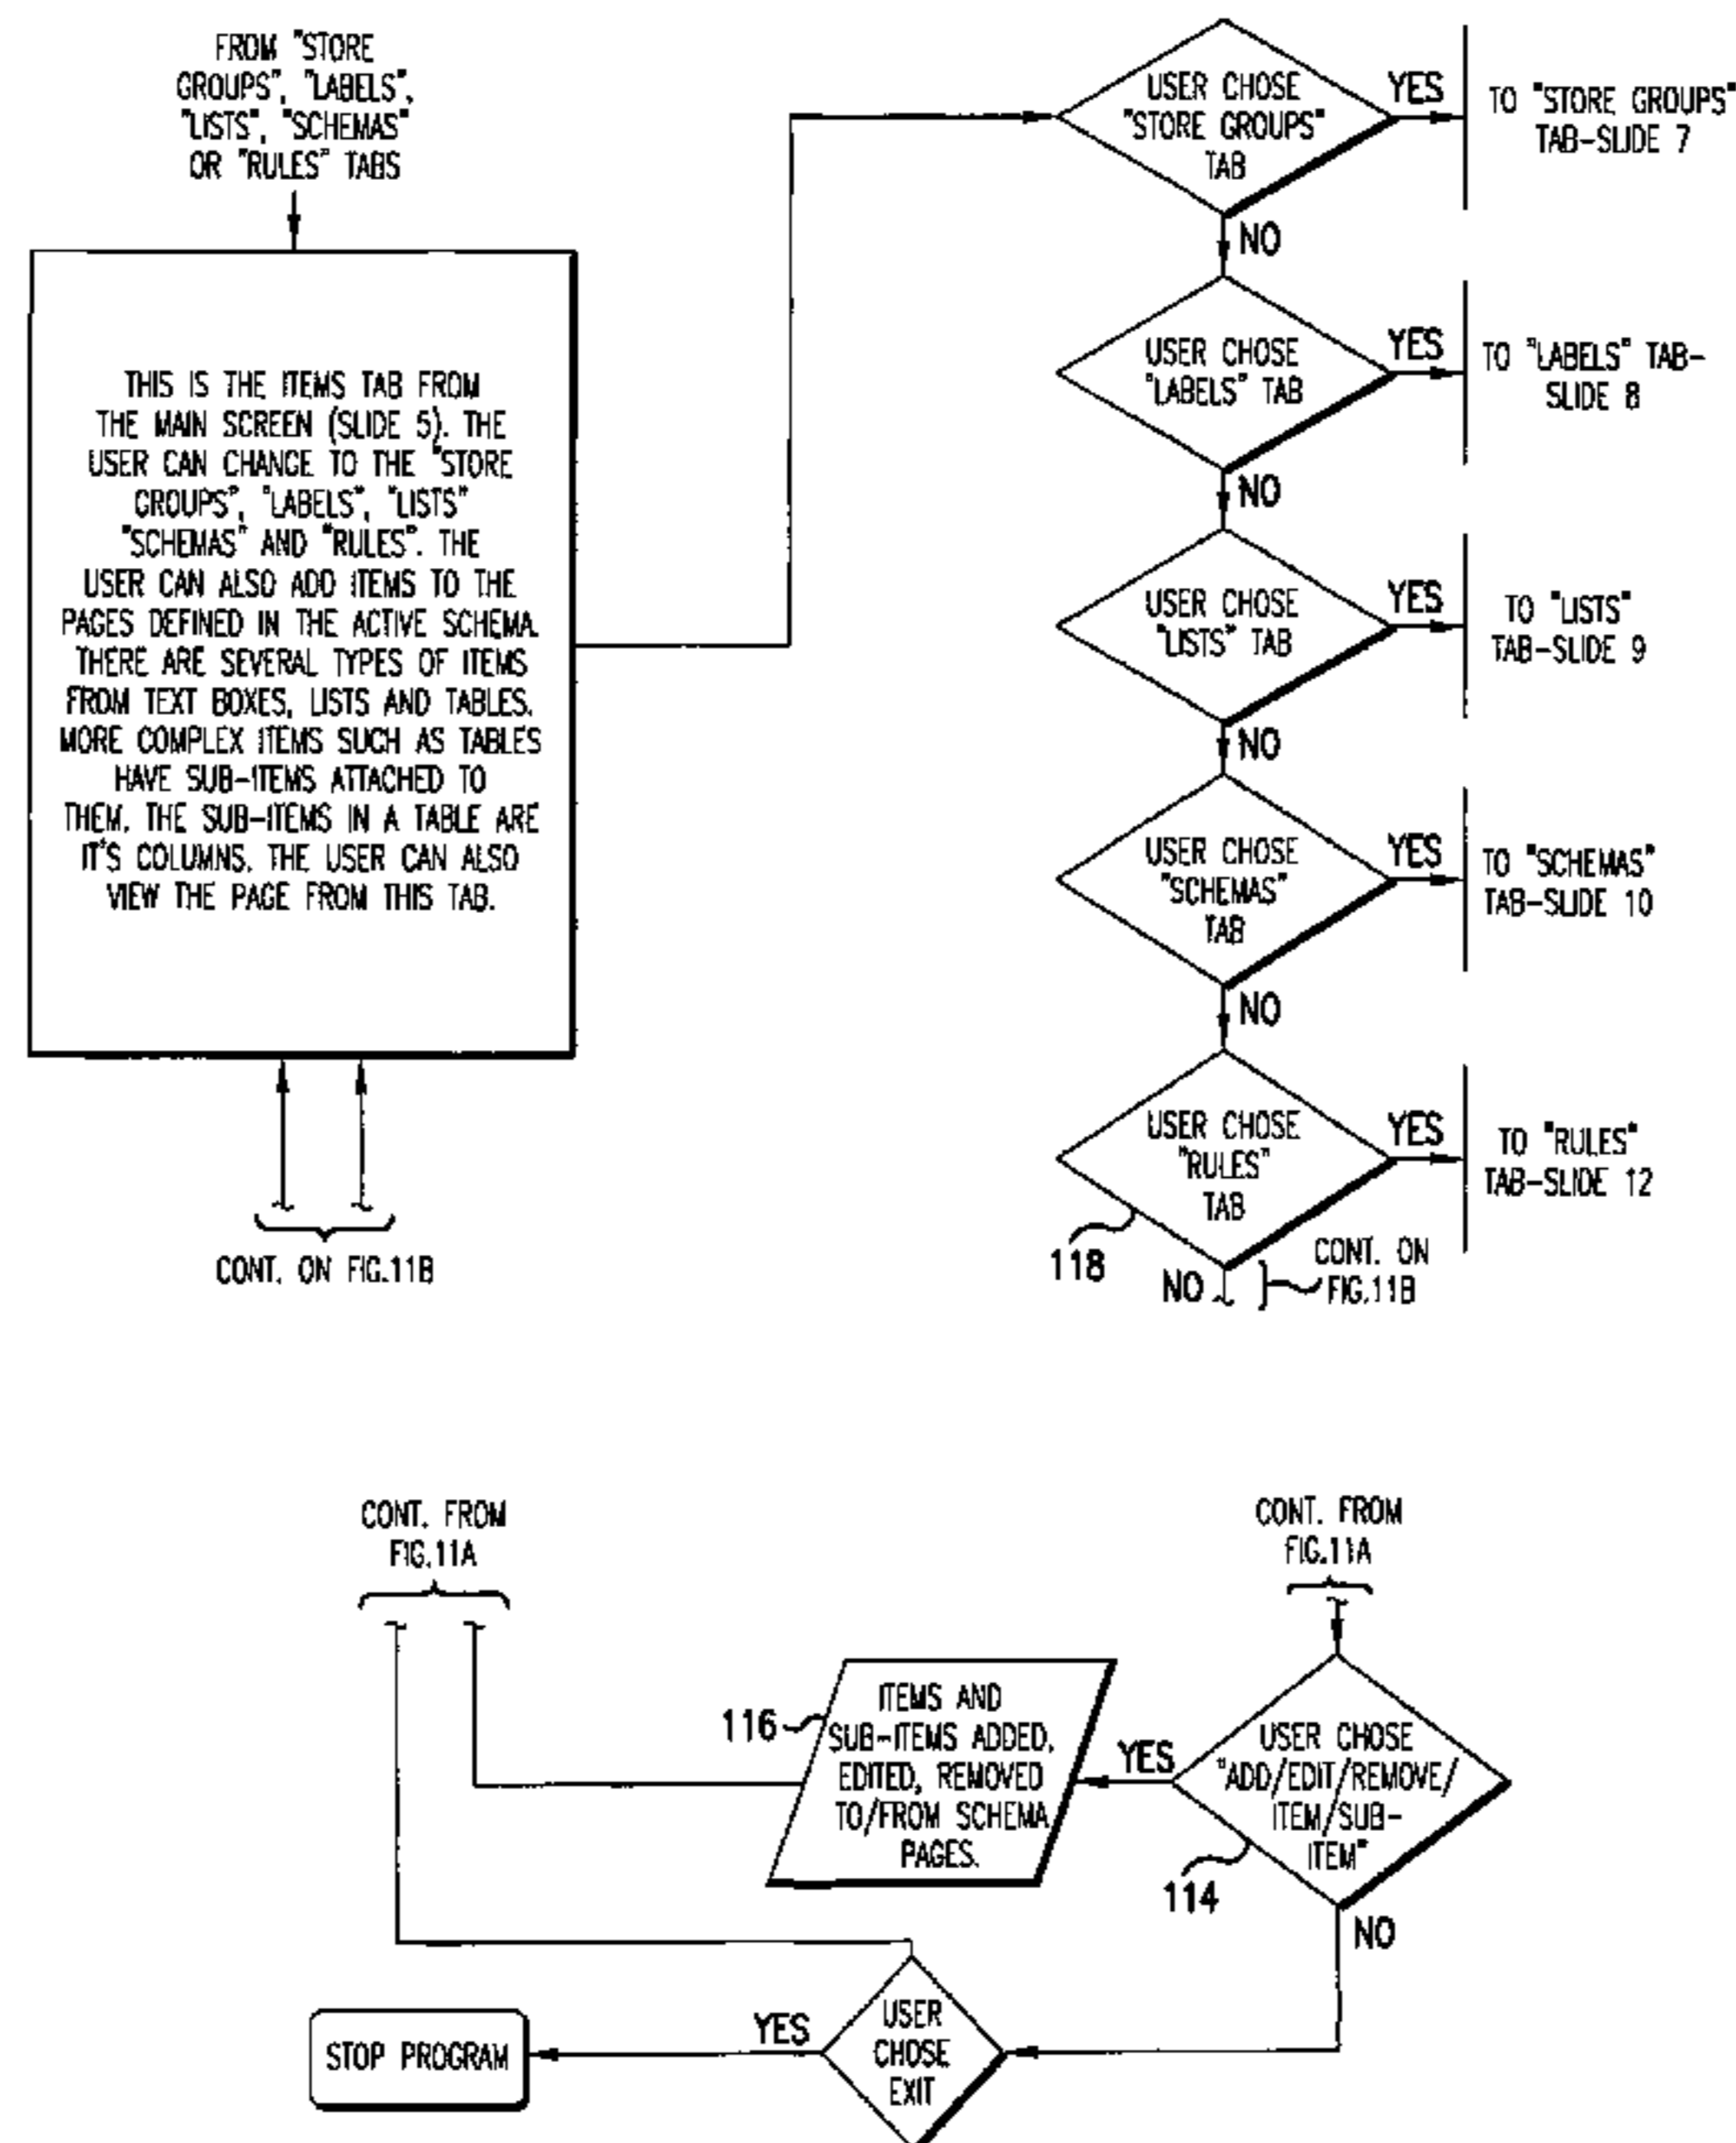 FROM "STORE
GROUPS", "LABELS",
"LISTS", "SCHEMAS"
OR "RULES" TABS
THIS IS THE ITEMS TAB FROM
THE MAIN SCREEN (SLIDE 5). THE
USER CAN CHANGE TO THE "STORE
GROUPS", "LABELS", "LISTS"
"SCHEMAS" AND "RULES". THE
USER CAN ALSO ADD ITEMS TO THE
PAGES DEFINED IN THE ACTIVE SCHEMA.
THERE ARE SEVERAL TYPES OF ITEMS
FROM TEXT BOXES, LISTS AND TABLES.
MORE COMPLEX ITEMS SUCH AS TABLES
HAVE SUB-ITEMS ATTACHED TO
THEM. THE SUB-ITEMS IN A TABLE ARE
IT'S COLUMNS. THE USER CAN ALSO
VIEW THE PAGE FROM THIS TAB.
CONT. ON FIG.11B
USER CHOSE
"STORE GROUPS"
TAB
YES
TO "STORE GROUPS"
TAB-SLIDE 7
NO
USER CHOSE
"LABELS" TAB
YES
TO "LABELS" TAB-
SLIDE 8
NO
USER CHOSE
"LISTS" TAB
YES
TO "LISTS"
TAB-SLIDE 9
NO
USER CHOSE
"SCHEMAS"
TAB
YES
TO "SCHEMAS"
TAB-SLIDE 10
NO
USER CHOSE
"RULES"
TAB
YES
TO "RULES"
TAB-SLIDE 12
118
NO
CONT. ON
FIG.11B
CONT. FROM
FIG.11A
CONT. FROM
FIG.11A
116
ITEMS AND
SUB-ITEMS ADDED,
EDITED, REMOVED
TO/FROM SCHEMA
PAGES.
YES
USER CHOSE
"ADD/EDIT/REMOVE/
ITEM/SUB-
ITEM"
114
NO
USER
CHOSE
EXIT
YES
STOP PROGRAM